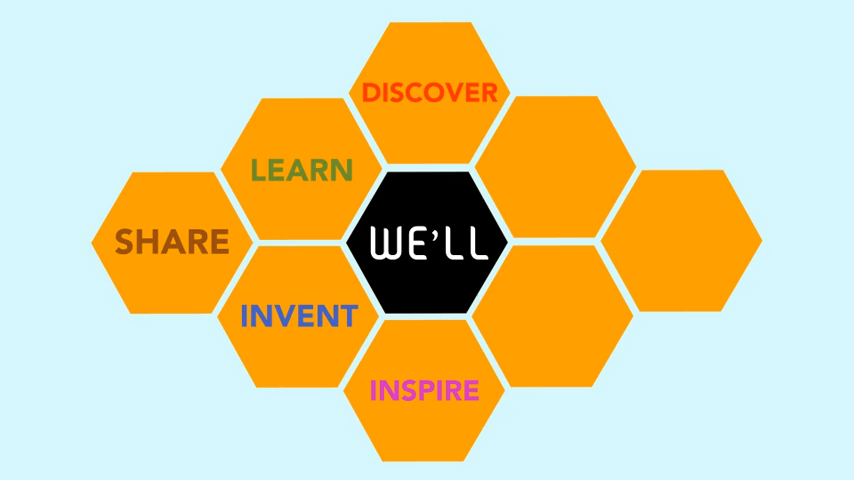 DISCOVER
LEARN
SHARE
WE'LL
INVENT
INSPIRE